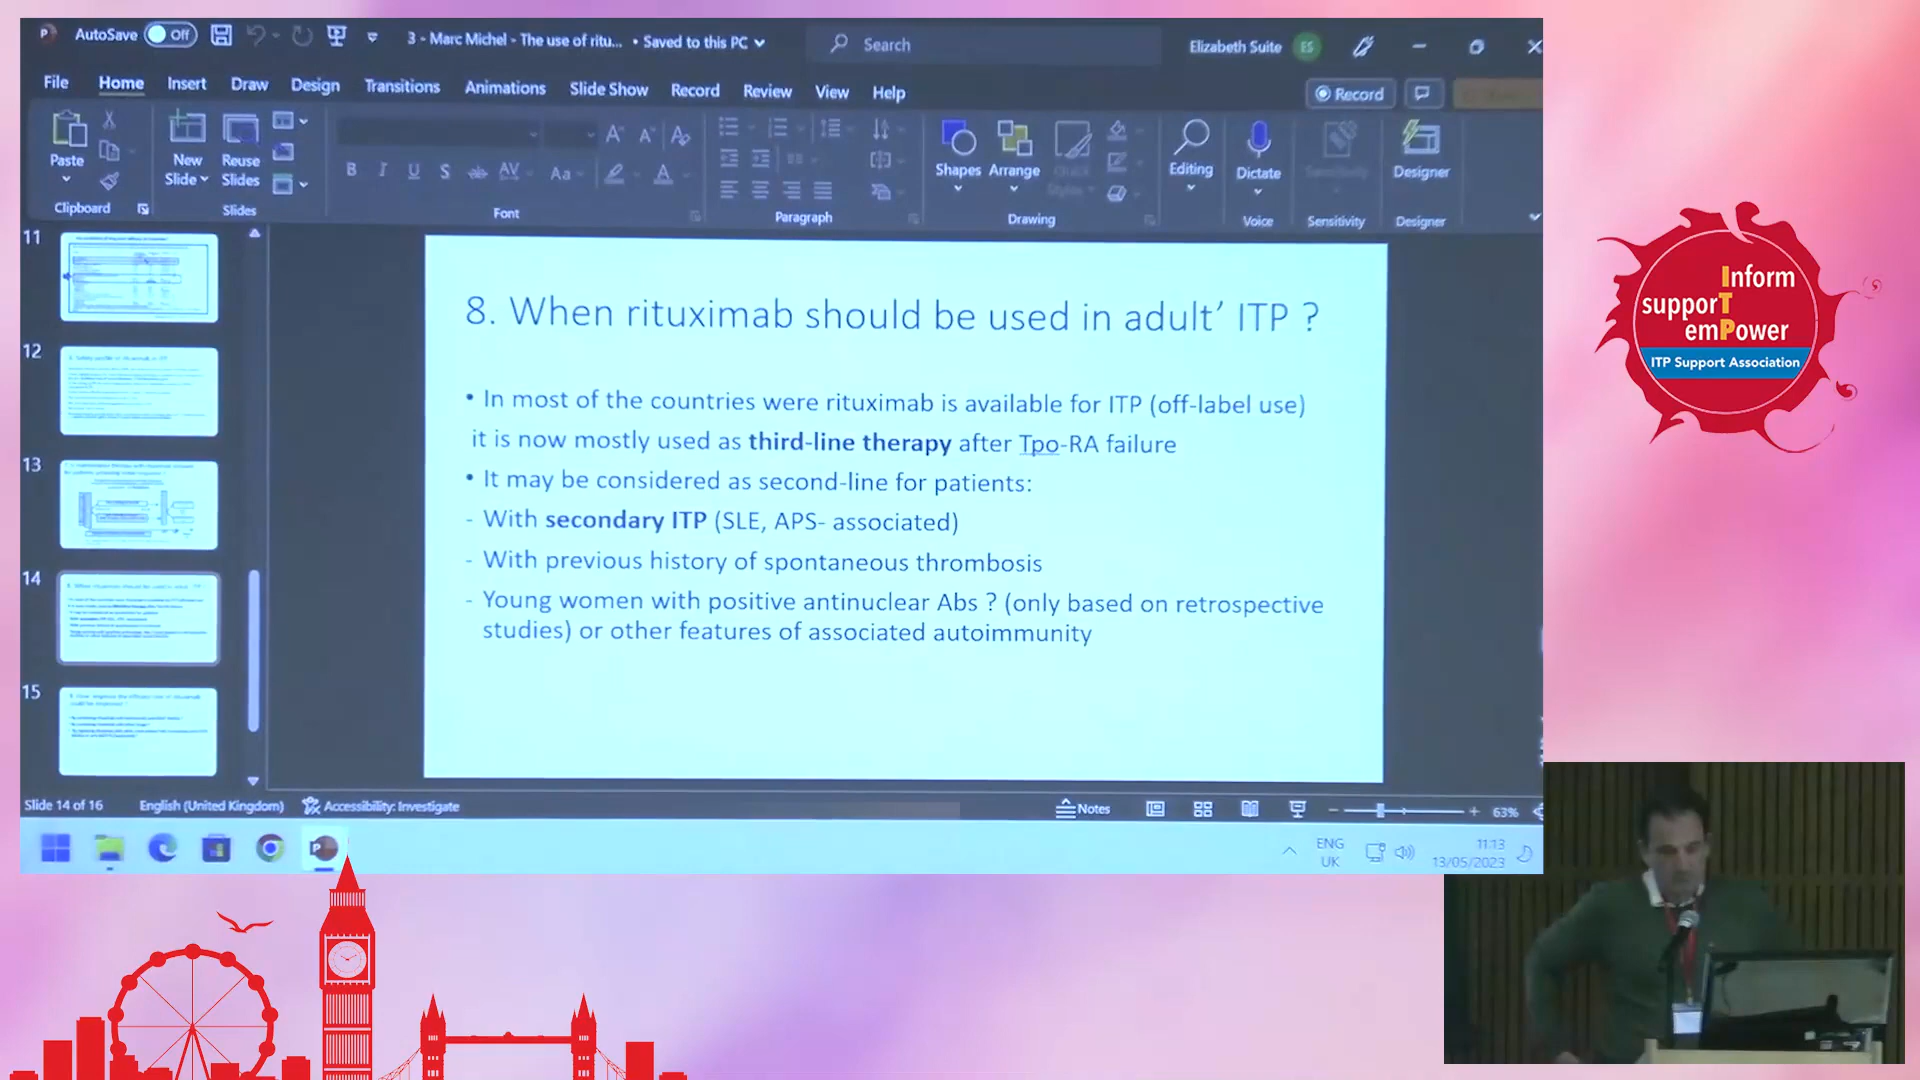 AutoSave Off
3 - Marc Michel - The use of ritu... • Saved to this PC
Search
Elizabeth Suite ES
File Home Insert Draw Design Transitions Animations Slide Show Record Review View Help
Record
Paste
New Slide
Reuse Slides
Shapes
Arrange
Editing
Dictate
Designer
Clipboard
Slides
Font
Paragraph
Drawing
Voice
Sensitivity
Designer
11
12
13
14
15
8. When rituximab should be used in adult’ ITP ?
• In most of the countries were rituximab is available for ITP (off-label use)
it is now mostly used as third-line therapy after Tpo-RA failure
• It may be considered as second-line for patients:
- With secondary ITP (SLE, APS- associated)
- With previous history of spontaneous thrombosis
- Young women with positive antinuclear Abs ? (only based on retrospective
studies) or other features of associated autoimmunity
Slide 14 of 16
English (United Kingdom)
Accessibility: Investigate
Notes
63%
ENG
UK
11:13
13/05/2023
Inform
supporT
emPower
ITP Support Association